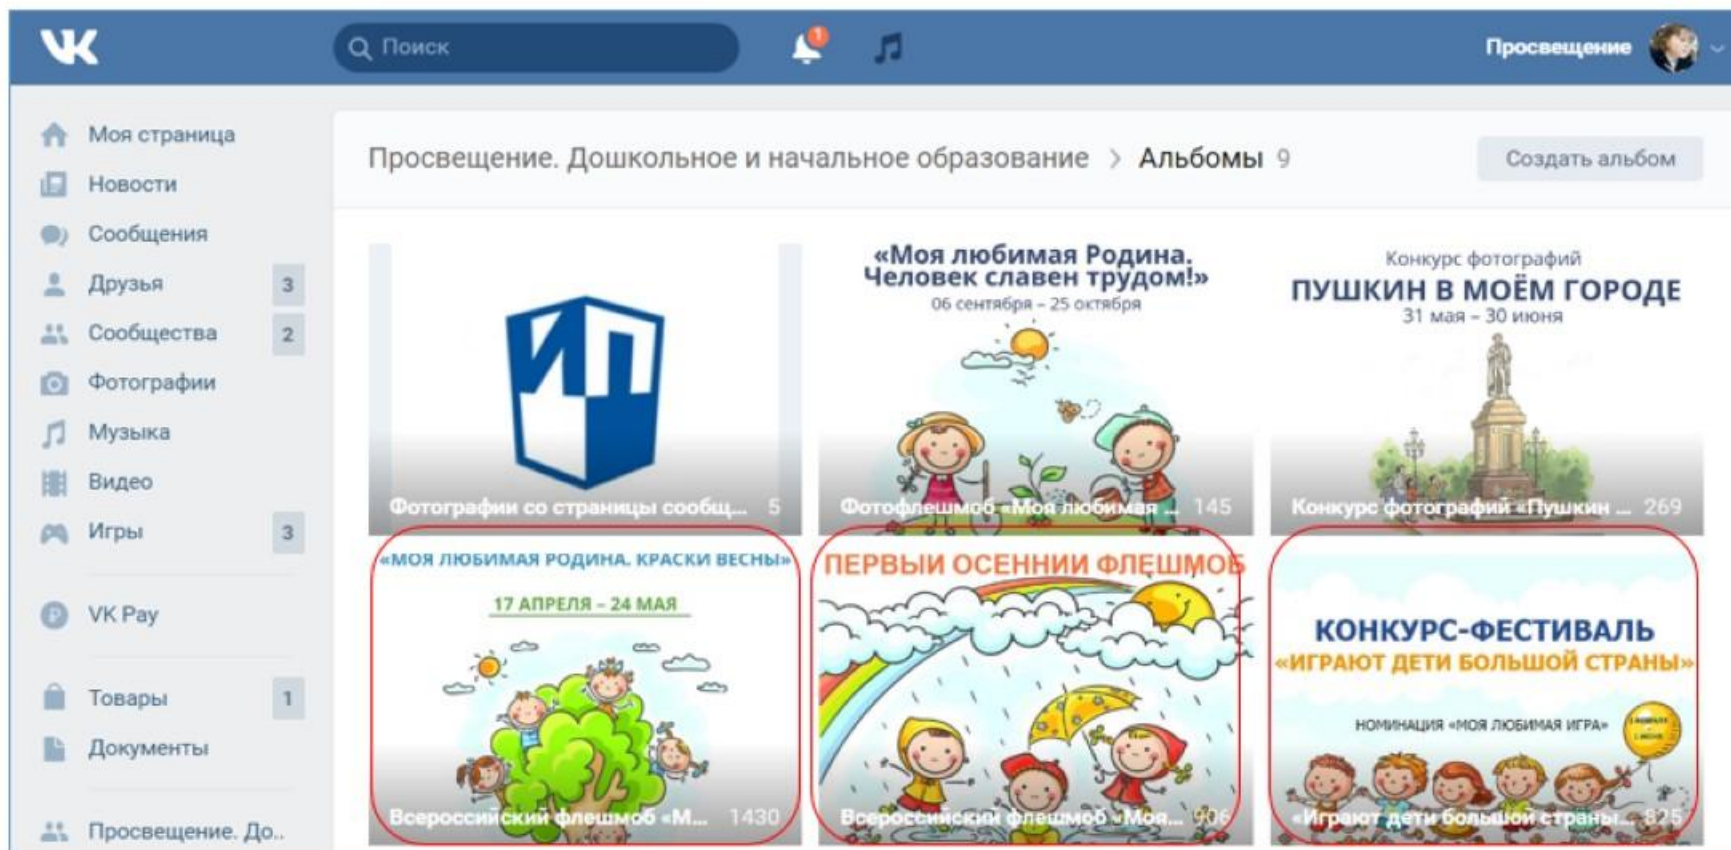 Поиск
1
Просвещение
Моя страница
Новости
Сообщения
Друзья 3
Сообщества 2
Фотографии
Музыка
Видео
Игры 3
VK Pay
Товары 1
Документы
Просвещение. До..
Просвещение. Дошкольное и начальное образование > Альбомы 9
Создать альбом
ИП
Фотографии со страницы сообщ... 5
«Моя любимая Родина.
Человек славен трудом!»
06 сентября – 25 октября
Фотофлешмоб «Моя любимая ... 145
Конкурс фотографий
ПУШКИН В МОЁМ ГОРОДЕ
31 мая – 30 июня
Конкурс фотографий «Пушкин ... 269
«МОЯ ЛЮБИМАЯ РОДИНА. КРАСКИ ВЕСНЫ»
17 АПРЕЛЯ – 24 МАЯ
Всероссийский флешмоб «М... 1430
ПЕРВЫЙ ОСЕННИЙ ФЛЕШМОБ
Всероссийский флешмоб «Моя... 906
КОНКУРС-ФЕСТИВАЛЬ
«ИГРАЮТ ДЕТИ БОЛЬШОЙ СТРАНЫ»
НОМИНАЦИЯ «МОЯ ЛЮБИМАЯ ИГРА»
«Играют дети большой страны... 825